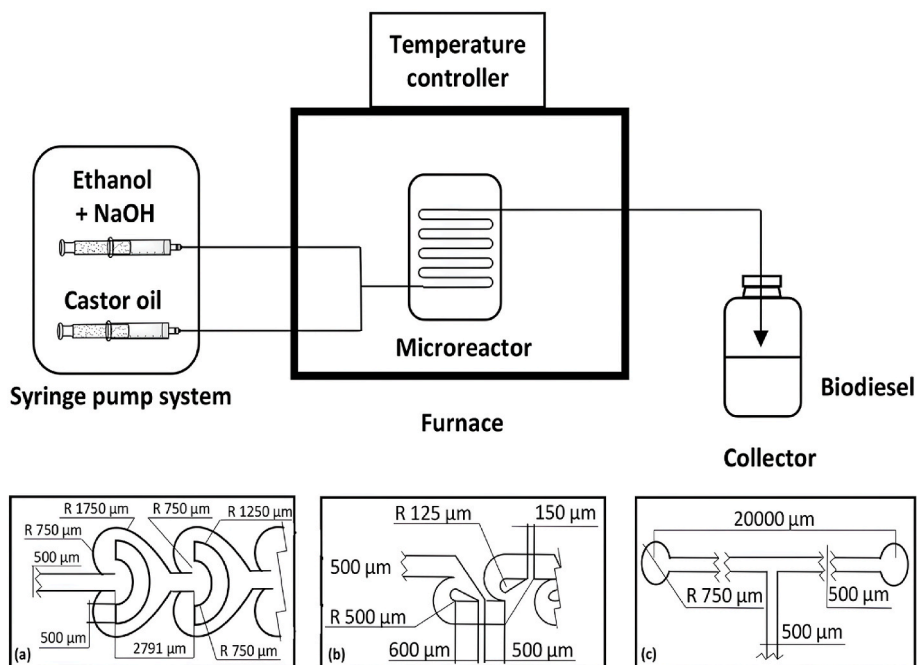 Temperature
controller
Ethanol
+ NaOH
Castor oil
Syringe pump system
Microreactor
Furnace
Biodiesel
Collector
R 1750 µm
R 750 µm
R 750 µm
R 1250 µm
500 µm
500 µm
2791 µm
R 750 µm
(a)
R 125 µm
150 µm
500 µm
R 500 µm
600 µm
500 µm
(b)
20000 µm
R 750 µm
500 µm
500 µm
(c)